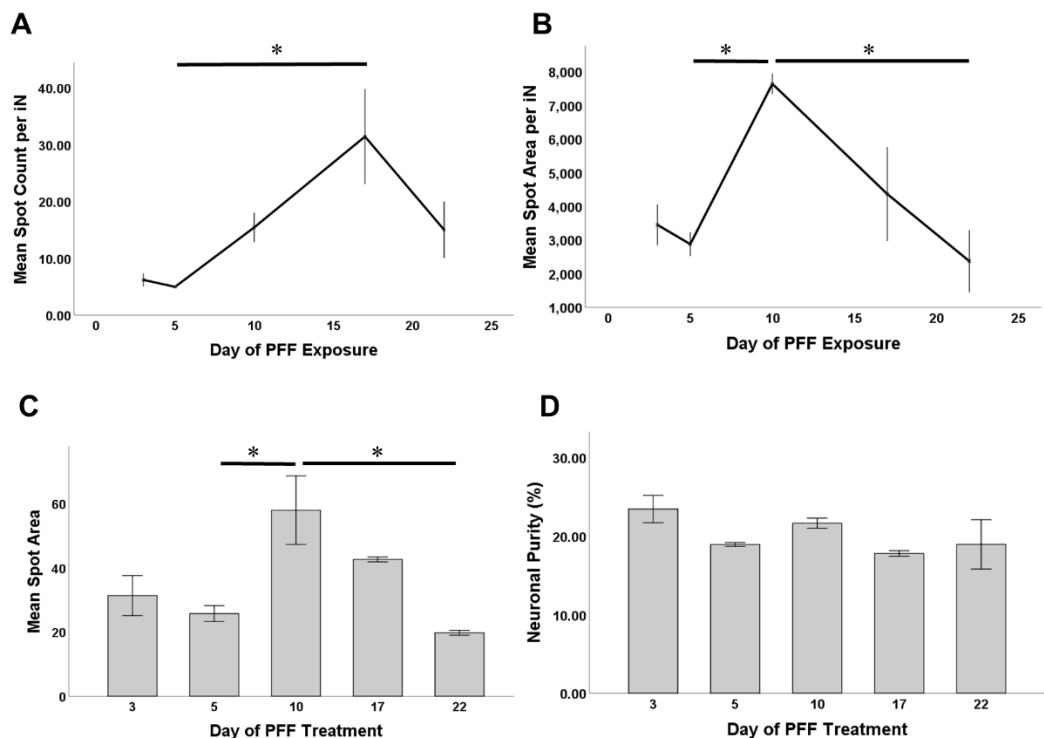 A
*
Mean Spot Count per iN
40.00
30.00
20.00
10.00
0.00
0 5 10 15 20 25
Day of PFF Exposure
B
* *
Mean Spot Area per iN
8,000
7,000
6,000
5,000
4,000
3,000
2,000
1,000
0 5 10 15 20 25
Day of PFF Exposure
C
* *
Mean Spot Area
60
40
20
0
3 5 10 17 22
Day of PFF Treatment
D
Neuronal Purity (%)
30.00
20.00
10.00
0.00
3 5 10 17 22
Day of PFF Treatment